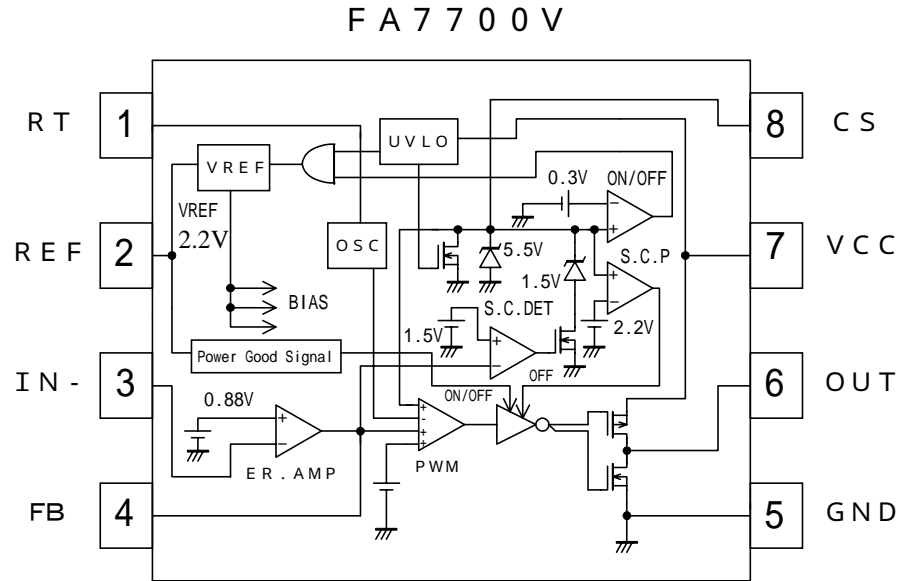 FA7700V
RT 1
8 CS
UVLO
VREF
0.3V
ON/OFF
VREF
2.2V
OSC
REF 2
7 VCC
5.5V
S.C.P
1.5V
BIAS
S.C.DET
1.5V
2.2V
Power Good Signal
IN- 3
6 OUT
ON/OFF
OFF
0.88V
+
−
ER.AMP
+
-
+
+
PWM
+
−
−
+
+
−
FB 4
5 GND